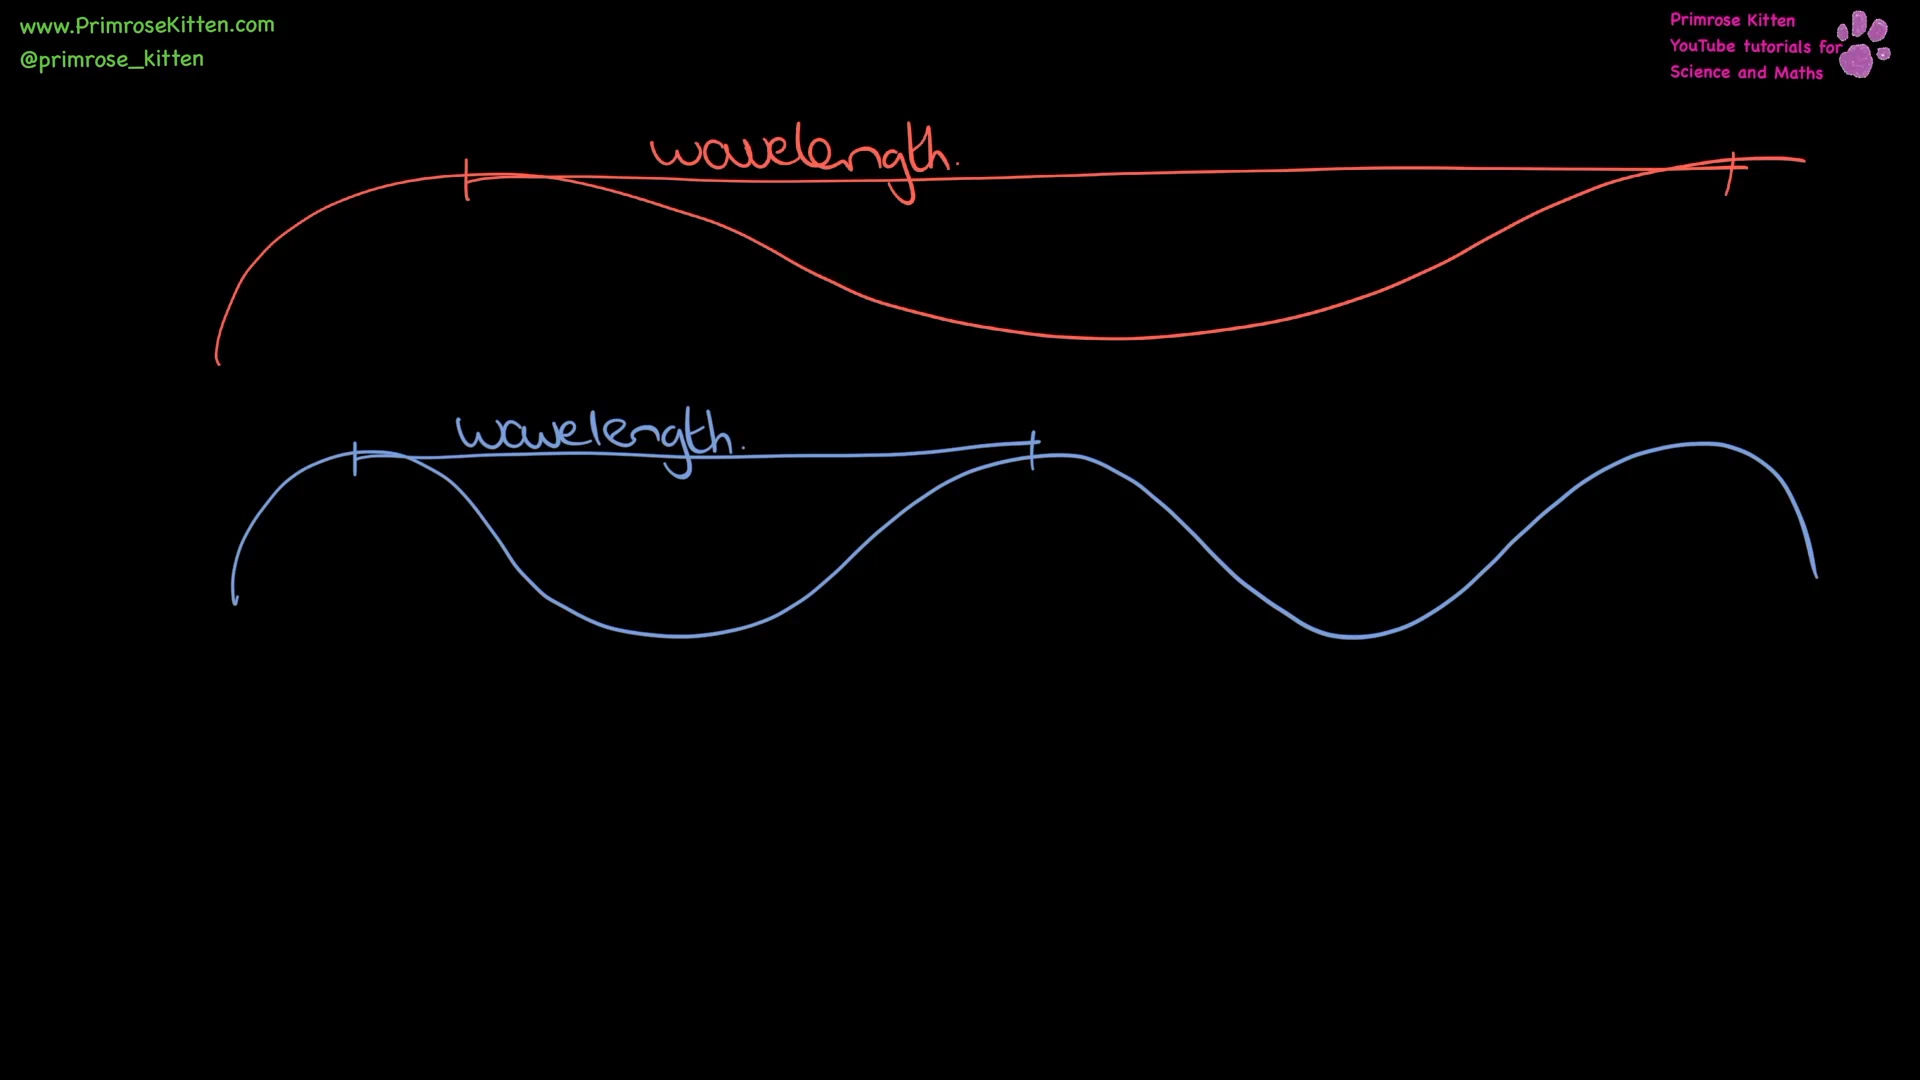 www.PrimroseKitten.com
@primrose_kitten
Primrose Kitten
YouTube tutorials for
Science and Maths
wavelength.
wavelength.